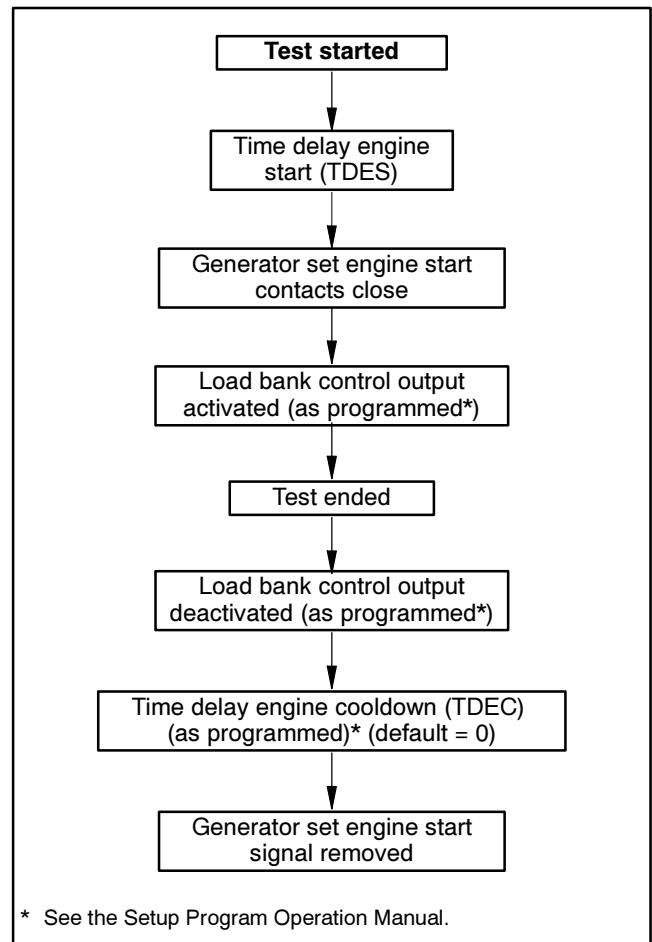 Test started
Time delay engine
start (TDES)
Generator set engine start
contacts close
Load bank control output
activated (as programmed*)
Test ended
Load bank control output
deactivated (as programmed*)
Time delay engine cooldown (TDEC)
(as programmed)* (default = 0)
Generator set engine start
signal removed
* See the Setup Program Operation Manual.